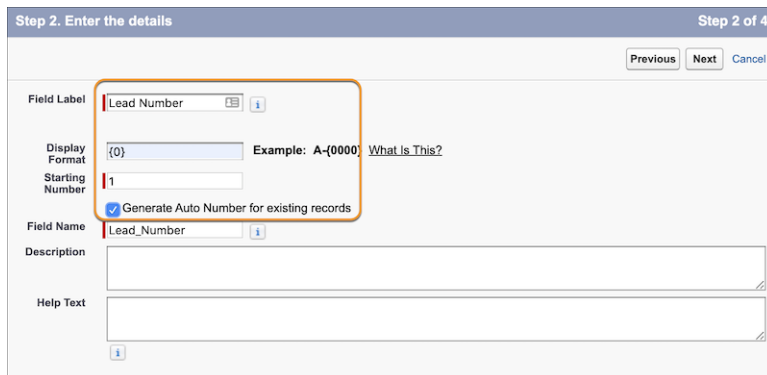 Step 2. Enter the details Step 2 of 4
Previous Next Cancel
Field Label Lead Number i
Display Format {0} Example: A-{0000} What Is This?
Starting Number 1
Generate Auto Number for existing records
Field Name Lead_Number i
Description
Help Text
i